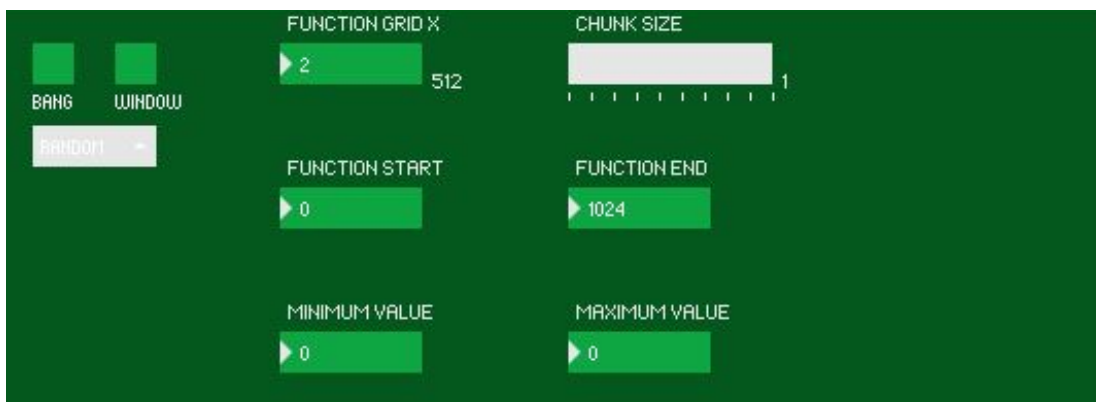 FUNCTION GRID X
CHUNK SIZE
2
512
1
BANG
WINDOW
RANDOM
FUNCTION START
FUNCTION END
0
1024
MINIMUM VALUE
MAXIMUM VALUE
0
0